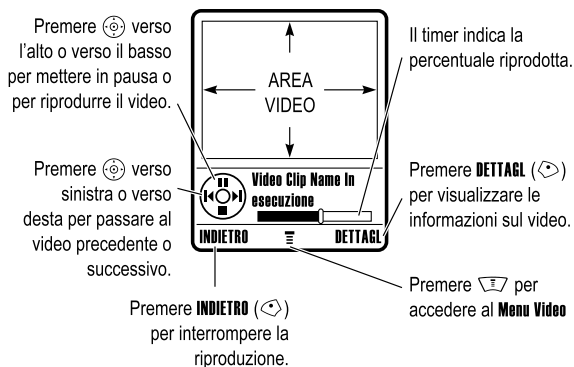 Premere verso
l'alto o verso il basso
per mettere in pausa o
per riprodurre il video.
Premere verso
sinistra o verso
desta per passare al
video precedente o
successivo.
AREA
VIDEO
Video Clip Name In
esecuzione
INDIETRO
DETTAGL
Il timer indica la
percentuale riprodotta.
Premere DETTAGL ( )
per visualizzare le
informazioni sul video.
Premere per
accedere al Menu Video
Premere INDIETRO ( )
per interrompere la
riproduzione.